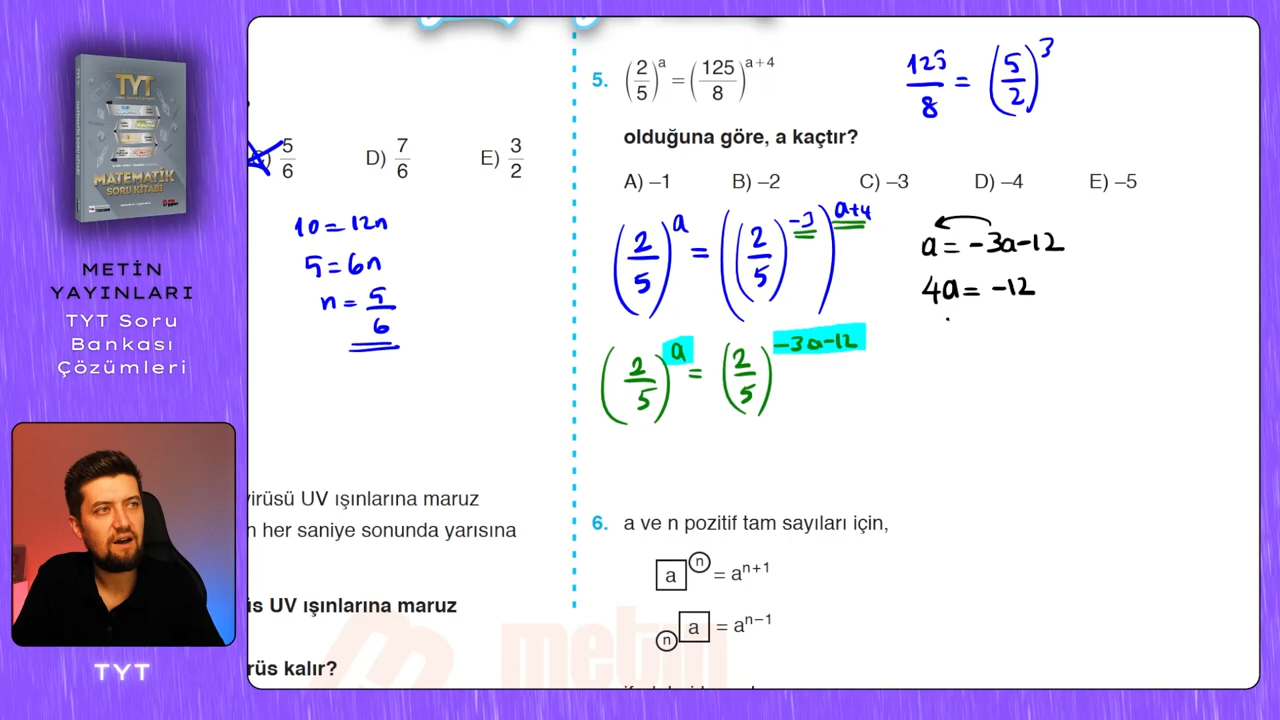 TYT
MATEMATİK
SORU KİTABI
METİN
YAYINLARI
TYT Soru
Bankası
Çözümleri
TYT
5/6 D) 7/6 E) 3/2
10 = 12n
5 = 6n
n = 5/6
virüsü UV ışınlarına maruz
n her saniye sonunda yarısına
üs UV ışınlarına maruz
rüs kalır?
5. (2/5)^a = (125/8)^(a+4)
olduğuna göre, a kaçtır?
A) –1 B) –2 C) –3 D) –4 E) –5
125/8 = (5/2)^3
(2/5)^a = ((2/5)^-3)^(a+4)
(2/5)^a = (2/5)^(-3a-12)
a = -3a-12
4a = -12
6. a ve n pozitif tam sayıları için,
a n = a^(n+1)
n a = a^(n–1)
metin